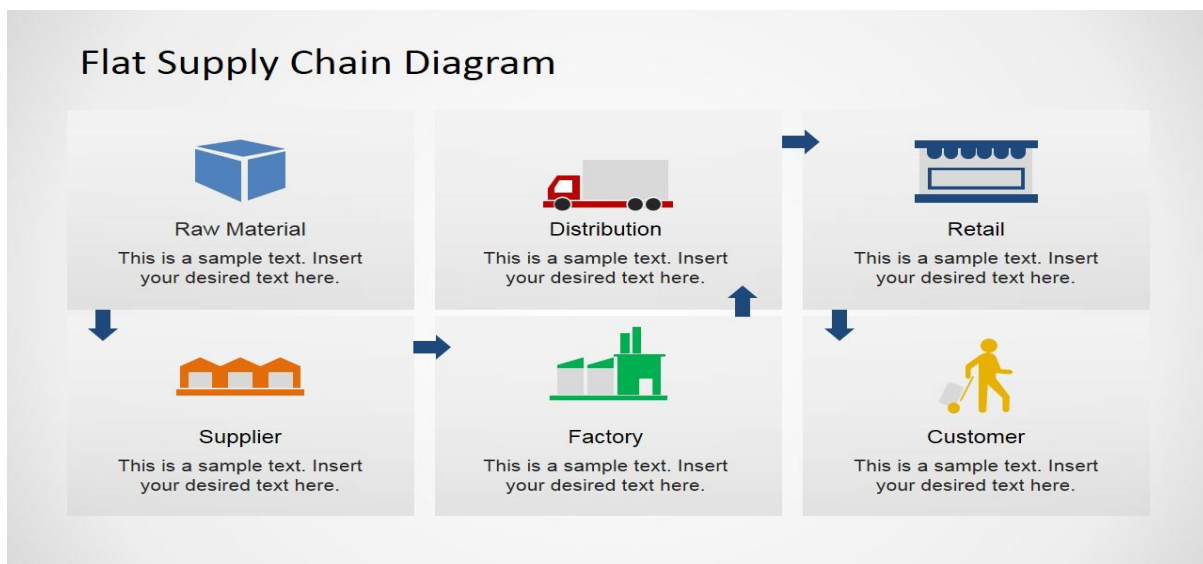 Flat Supply Chain Diagram
Raw Material
This is a sample text. Insert
your desired text here.
Distribution
This is a sample text. Insert
your desired text here.
Retail
This is a sample text. Insert
your desired text here.
Supplier
This is a sample text. Insert
your desired text here.
Factory
This is a sample text. Insert
your desired text here.
Customer
This is a sample text. Insert
your desired text here.